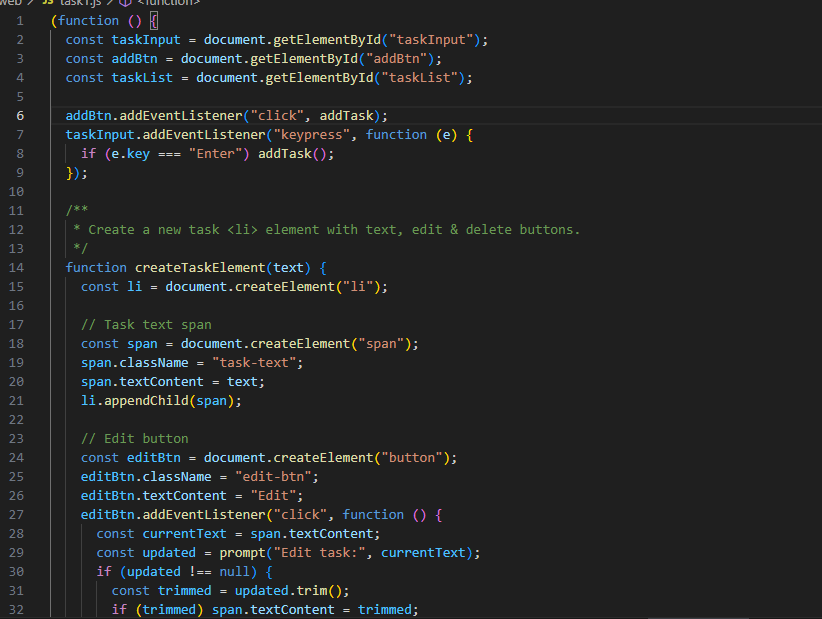 web > JS task1.js > <function>
1 (function () {
2 const taskInput = document.getElementById("taskInput");
3 const addBtn = document.getElementById("addBtn");
4 const taskList = document.getElementById("taskList");
5
6 addBtn.addEventListener("click", addTask);
7 taskInput.addEventListener("keypress", function (e) {
8 if (e.key === "Enter") addTask();
9 });
10
11 /**
12 * Create a new task <li> element with text, edit & delete buttons.
13 */
14 function createTaskElement(text) {
15 const li = document.createElement("li");
16
17 // Task text span
18 const span = document.createElement("span");
19 span.className = "task-text";
20 span.textContent = text;
21 li.appendChild(span);
22
23 // Edit button
24 const editBtn = document.createElement("button");
25 editBtn.className = "edit-btn";
26 editBtn.textContent = "Edit";
27 editBtn.addEventListener("click", function () {
28 const currentText = span.textContent;
29 const updated = prompt("Edit task:", currentText);
30 if (updated !== null) {
31 const trimmed = updated.trim();
32 if (trimmed) span.textContent = trimmed;